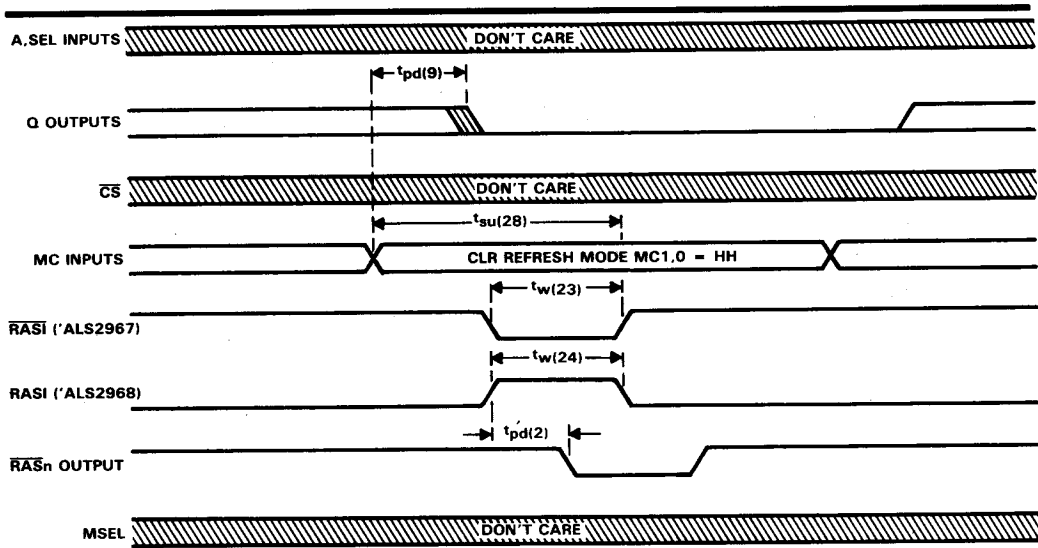 A,SEL INPUTS
DON'T CARE
tpd(9)
Q OUTPUTS
CS
DON'T CARE
tsu(28)
MC INPUTS
CLR REFRESH MODE MC1,0 = HH
tw(23)
RASI ('ALS2967)
tw(24)
RASI ('ALS2968)
tpd(2)
RASn OUTPUT
MSEL
DON'T CARE